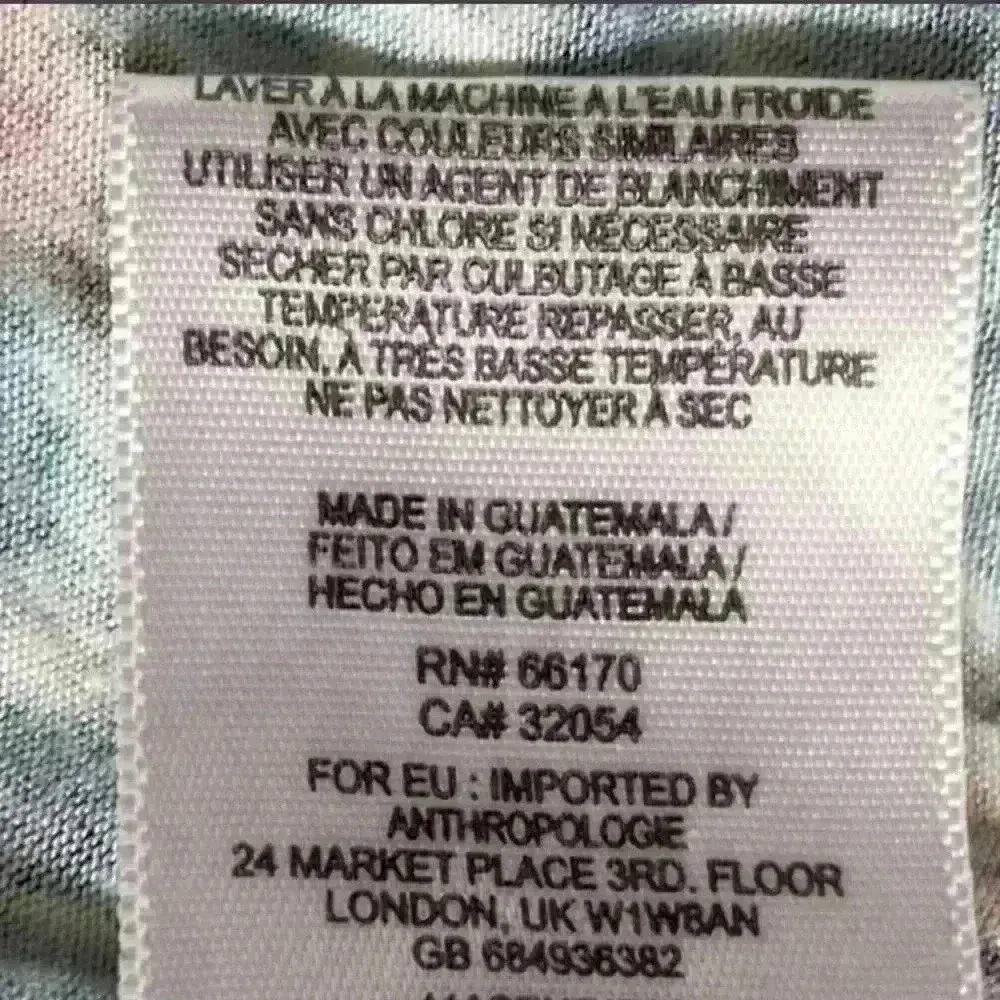 LAVER À LA MACHINE A L'EAU FROIDE
AVEC COULEURS SIMILAIRES
UTILISER UN AGENT DE BLANCHIMENT
SANS CHLORE SI NÉCESSAIRE
SÉCHER PAR CULBUTAGE À BASSE
TEMPÉRATURE REPASSER, AU
BESOIN, À TRÈS BASSE TEMPÉRATURE
NE PAS NETTOYER À SEC
MADE IN GUATEMALA /
FEITO EM GUATEMALA /
HECHO EN GUATEMALA
RN# 66170
CA# 32054
FOR EU : IMPORTED BY
ANTHROPOLOGIE
24 MARKET PLACE 3RD. FLOOR
LONDON, UK W1W8AN
GB 684936382